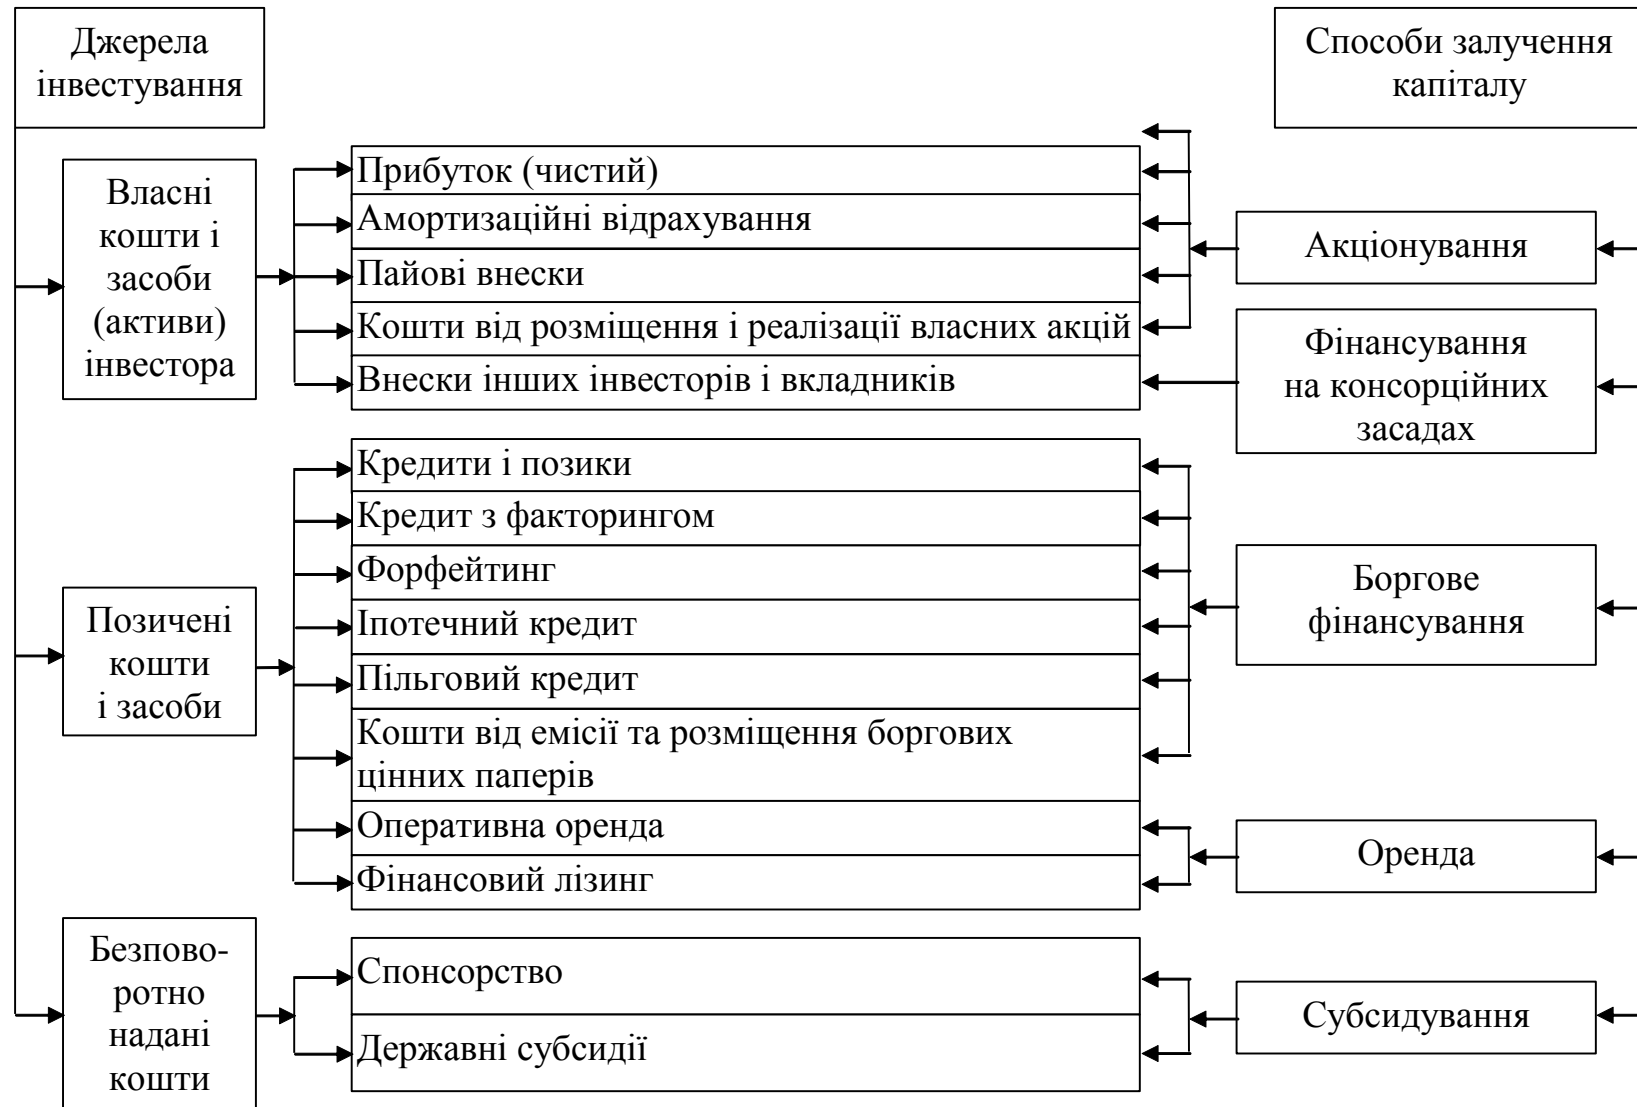 Джерела
інвестування
Способи залучення
капіталу
Власні
кошти і
засоби
(активи)
інвестора
Прибуток (чистий)
Амортизаційні відрахування
Пайові внески
Кошти від розміщення і реалізації власних акцій
Внески інших інвесторів і вкладників
Акціонування
Фінансування
на консорційних
засадах
Позичені
кошти
і засоби
Кредити і позики
Кредит з факторингом
Форфейтинг
Іпотечний кредит
Пільговий кредит
Кошти від емісії та розміщення боргових
цінних паперів
Оперативна оренда
Фінансовий лізинг
Боргове
фінансування
Оренда
Безпово-
ротно
надані
кошти
Спонсорство
Державні субсидії
Субсидування